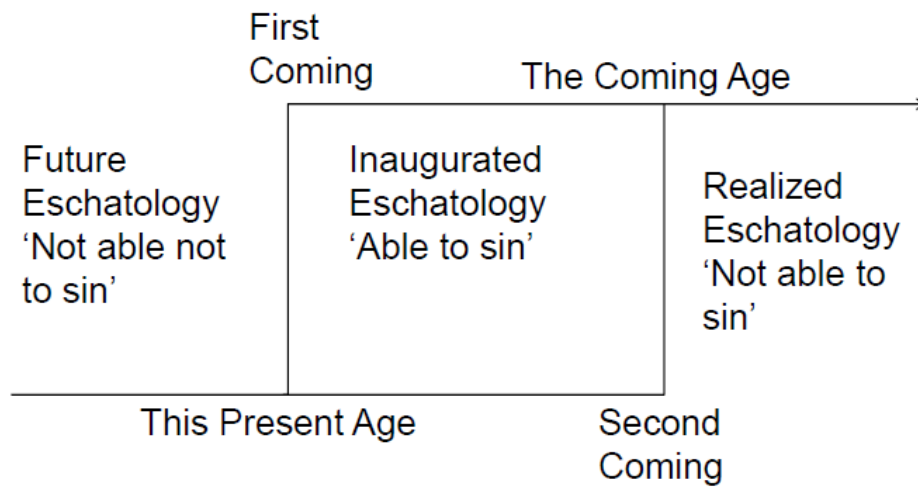 First
Coming
The Coming Age
Future
Eschatology
‘Not able not
to sin’
Inaugurated
Eschatology
‘Able to sin’
Realized
Eschatology
‘Not able to
sin’
This Present Age
Second
Coming